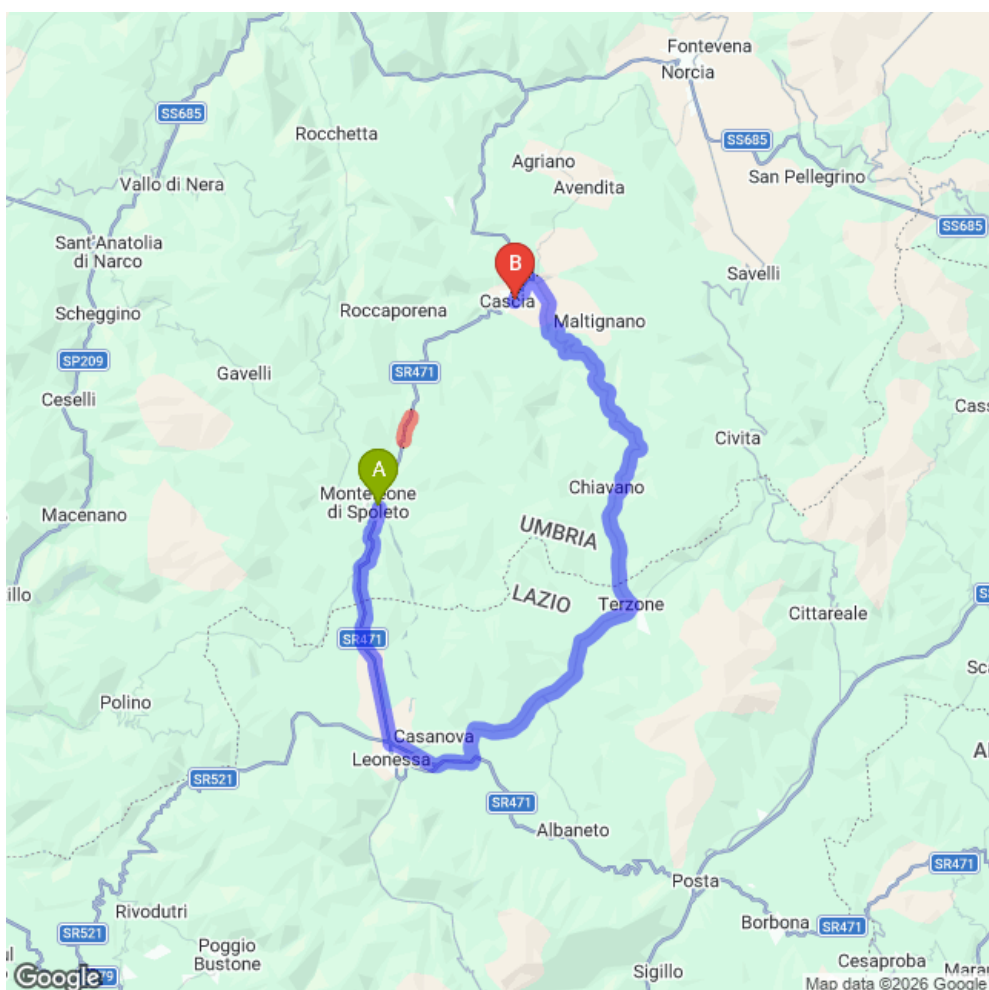 Fontevena
Norcia
SS685
Rocchetta
SS685
Agriano
Vallo di Nera
Avendita
San Pellegrino
SS685
Sant'Anatolia
di Narco
B
Savelli
Cascia
Roccaporena
Scheggino
Maltignano
SP209
SR471
Gavelli
Ceselli
Civita
A
Chiavano
Monteleone
di Spoleto
Macenano
UMBRIA
LAZIO
Terzone
Cittareale
SR471
Polino
Casanova
Leonessa
SR521
SR471
Albaneto
SR471
Posta
Rivodutri
Borbona
SR471
SR521
Poggio
Bustone
Cesaproba
Sigillo
Google
Map data ©2026 Google